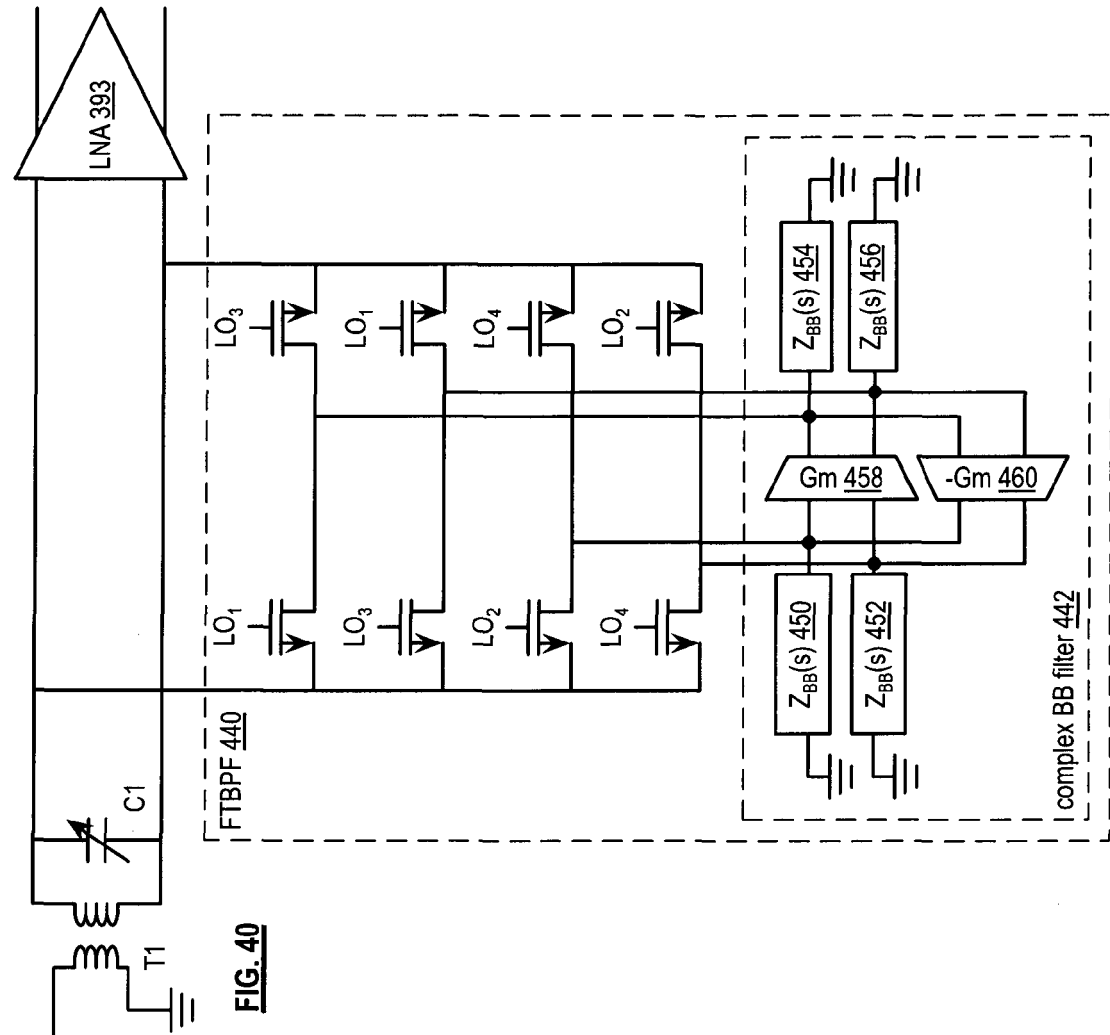 LNA 393
FTBPF 440
C1
T1
LO3
LO1
LO4
LO2
LO1
LO3
LO2
LO4
ZBB(s) 454
ZBB(s) 456
Gm 458
-Gm 460
ZBB(s) 450
ZBB(s) 452
complex BB filter 442
FIG. 40